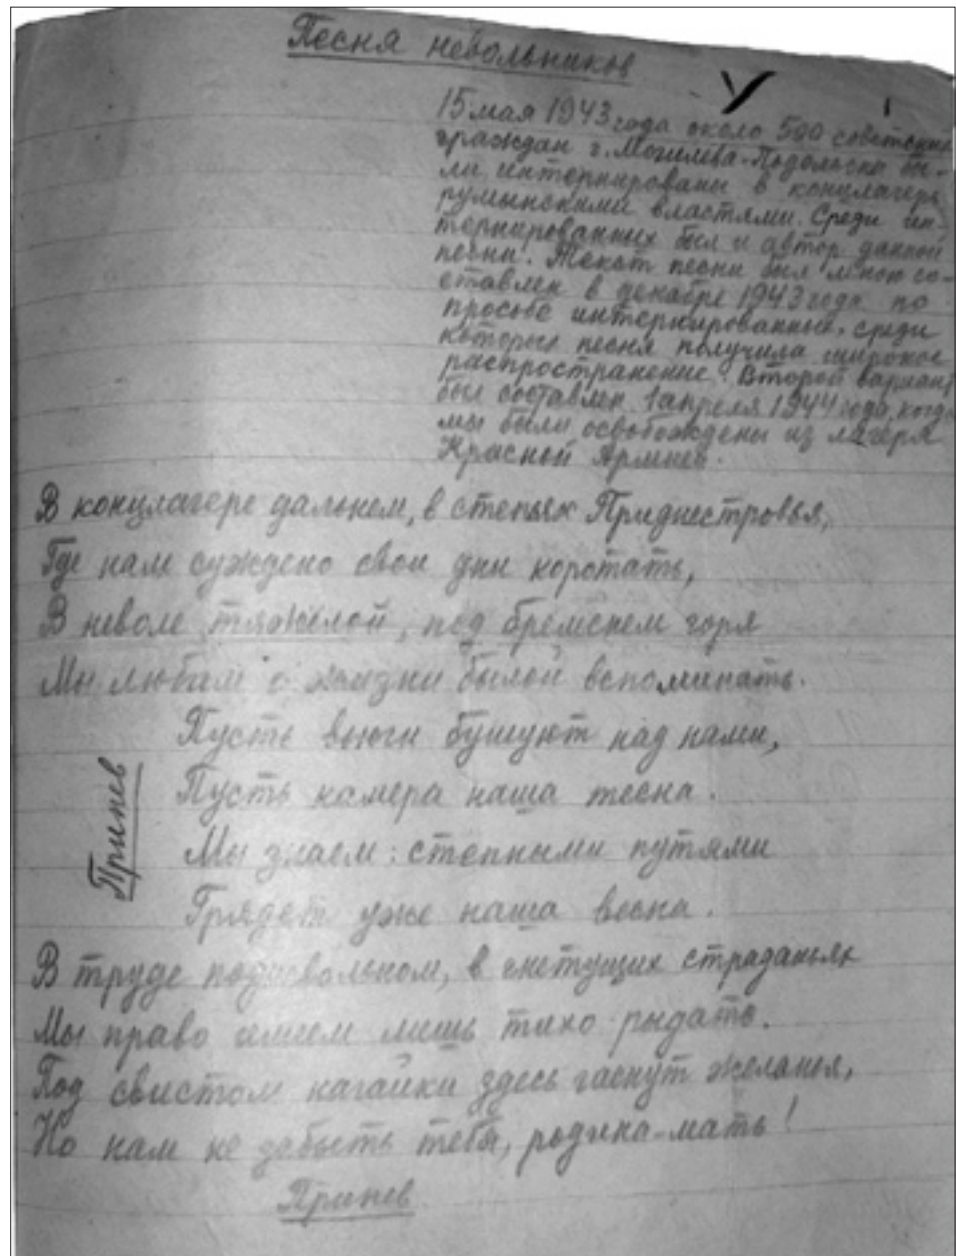 Песня невольников
15 мая 1943 года около 500 советских
граждан г. Могилёва-Подольска бы-
ли интернированы в концлагерь
румынскими властями. Среди ин-
тернированных был и автор данной
песни. Текст песни был мною со-
ставлен в декабре 1943 года по
просьбе интернированных, среди
которых песня получила широкое
распространение. Второй вариант
был составлен 1 апреля 1944 года, когда
мы были освобождены из лагеря
Красной Армией.
В концлагере дальнем, в степьях Приднестровья,
Где нам суждено свои дни коротать,
В неволе тяжёлой, под бременем горя
Мы любим о жизни былой вспоминать.
Припев
Пусть вьюги бушуют над нами,
Пусть камера наша тесна.
Мы знаем: степными путями
Грядет уже наша весна.
В труде подневольном, в гнетущих страданьях
Мы право имеем лишь тихо рыдать.
Под свистом нагайки здесь гаснут желанья,
Но нам не забыть тебя, родина-мать!
Припев